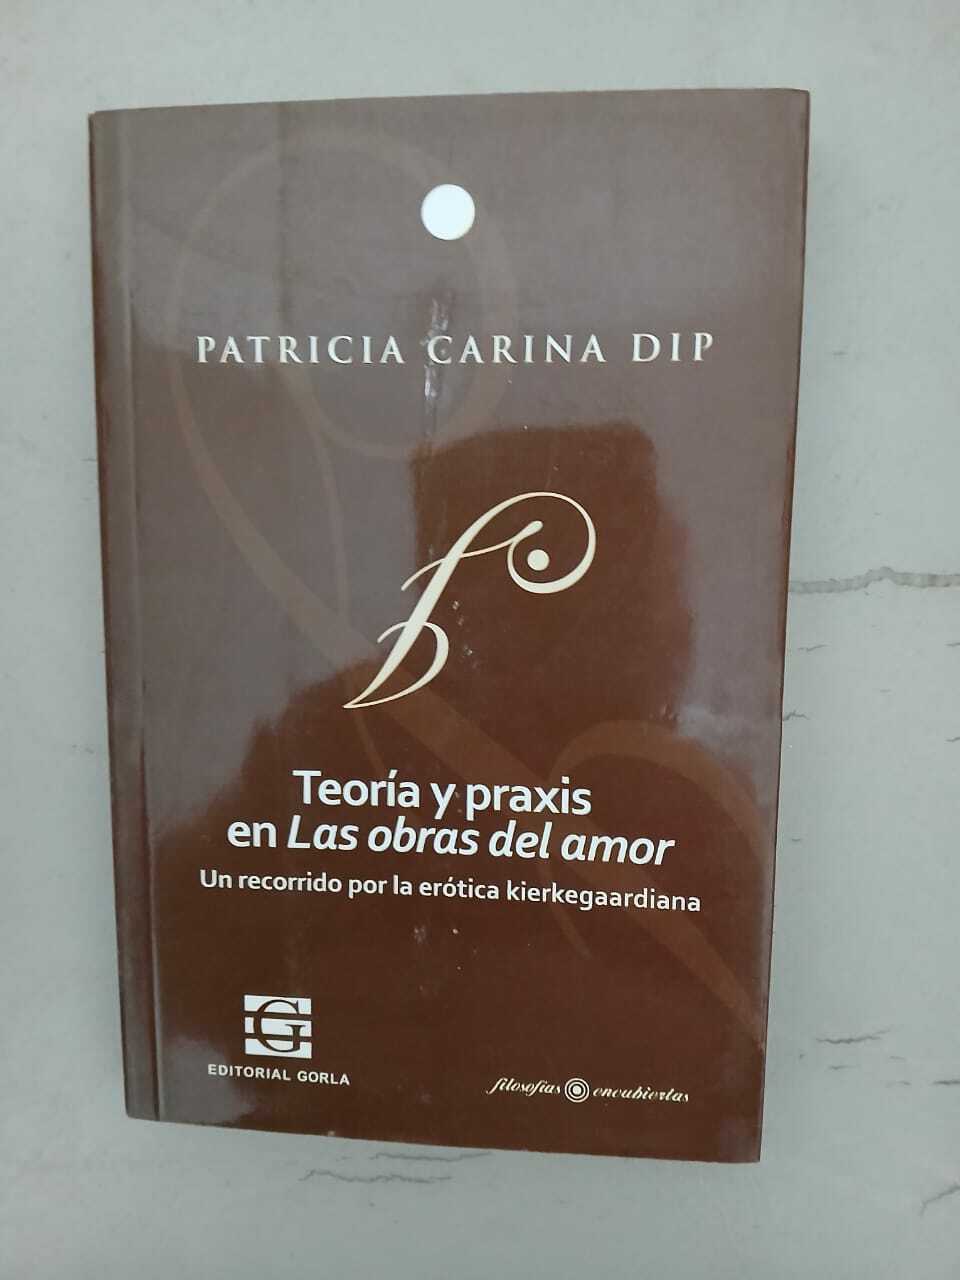 PATRICIA CARINA DIP
Teoría y praxis
en Las obras del amor
Un recorrido por la erótica kierkegaardiana
G
EDITORIAL GORLA
filosofías encubiertas